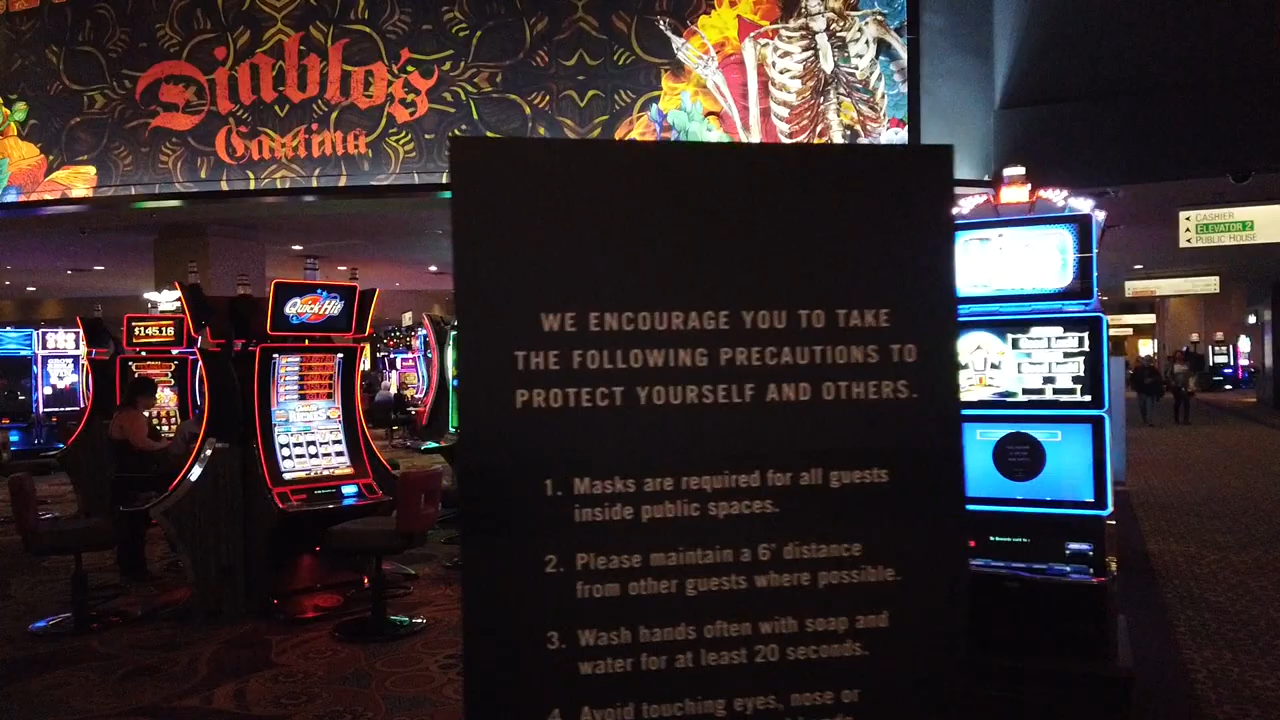 Diablo's
Cantina
CASHIER
ELEVATOR 2
PUBLIC HOUSE
$145.16
Quick Hit
WE ENCOURAGE YOU TO TAKE
THE FOLLOWING PRECAUTIONS TO
PROTECT YOURSELF AND OTHERS.
1. Masks are required for all guests
inside public spaces.
2. Please maintain a 6' distance
from other guests where possible.
3. Wash hands often with soap and
water for at least 20 seconds.
4. Avoid touching eyes, nose or